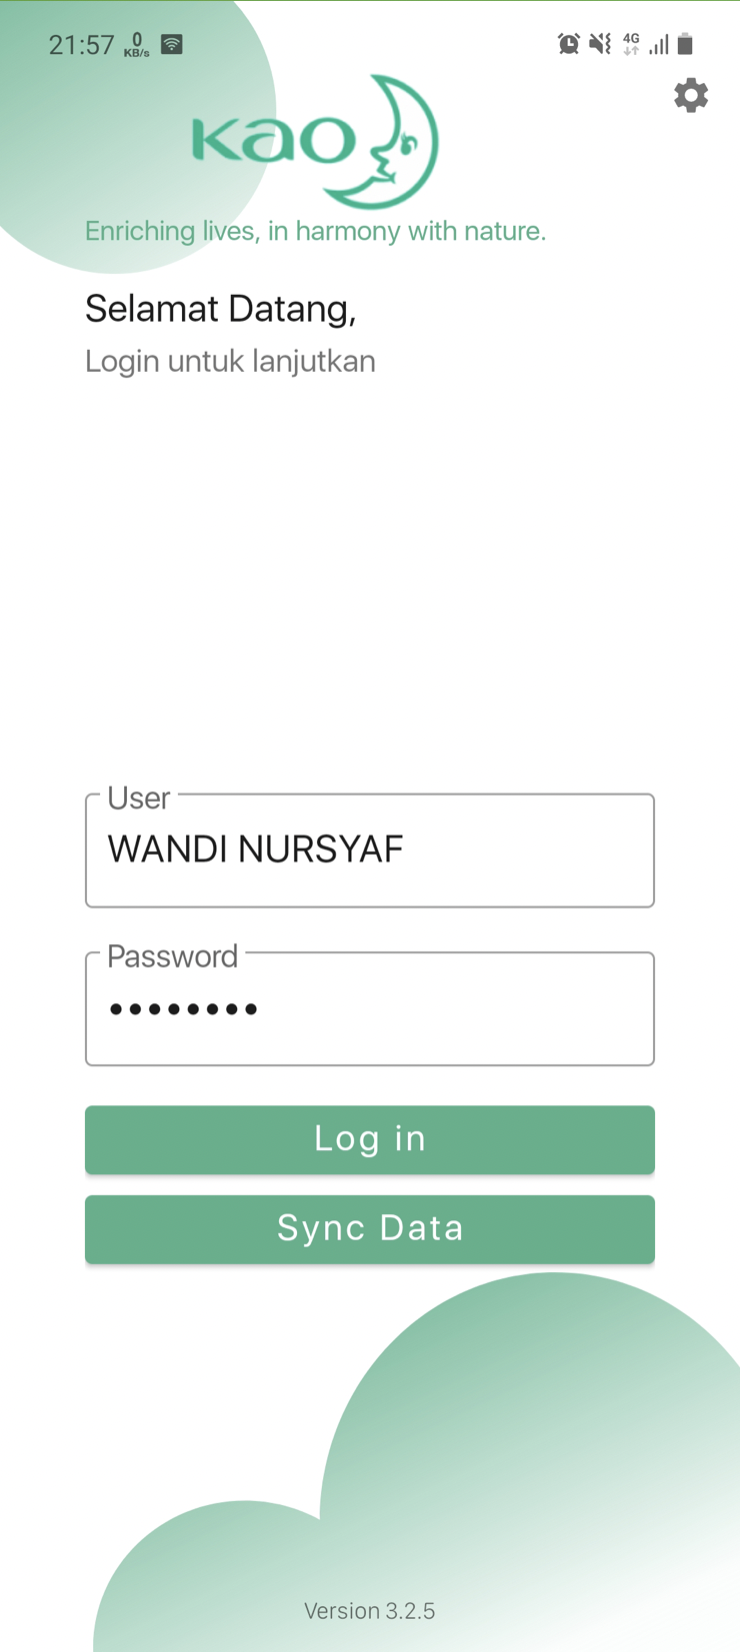 21:57 0 KB/s 4G
Kao
Enriching lives, in harmony with nature.
Selamat Datang,
Login untuk lanjutkan
User
WANDI NURSYAF
Password
••••••••
Log in
Sync Data
Version 3.2.5